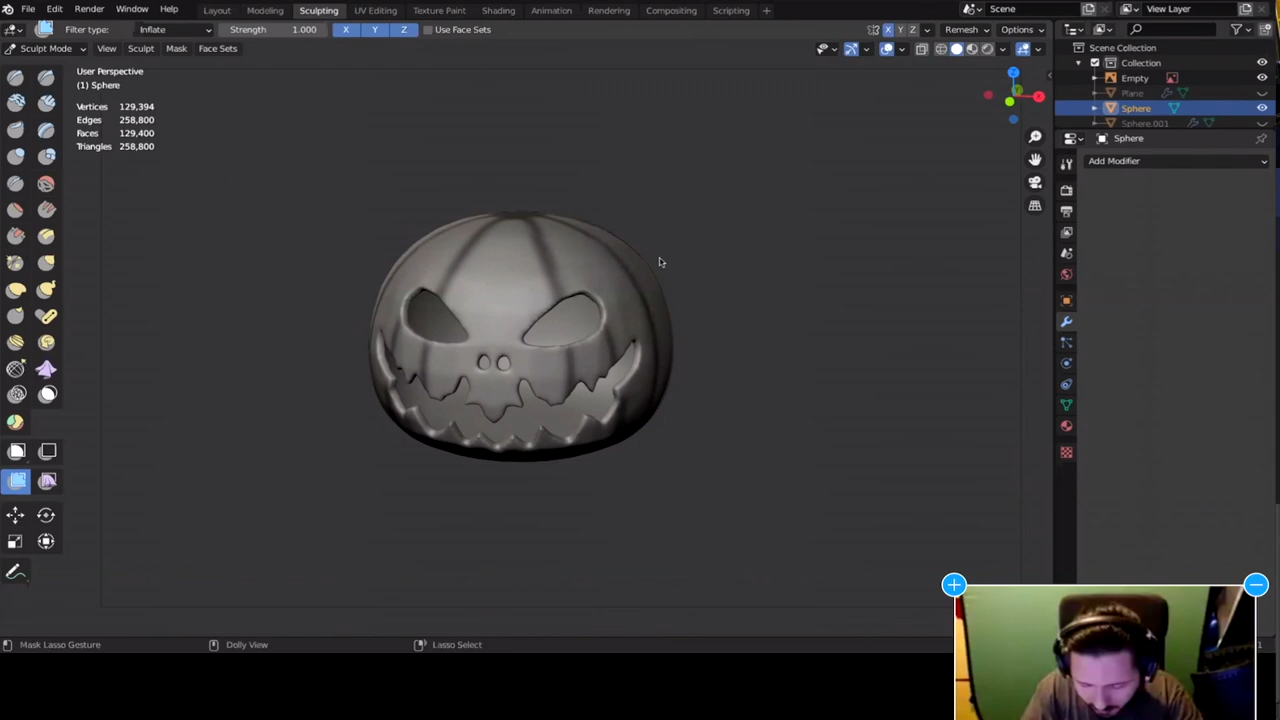 File Edit Render Window Help Layout Modeling Sculpting UV Editing Texture Paint Shading Animation Rendering Compositing Scripting + Scene View Layer
Filter type: Inflate Strength 1.000 X Y Z Use Face Sets X Y Z Remesh Options
Sculpt Mode View Sculpt Mask Face Sets
Scene Collection
Collection
Empty
Plane
Sphere
Sphere.001
Sphere
Add Modifier
User Perspective
(1) Sphere
Vertices 129,394
Edges 258,800
Faces 129,400
Triangles 258,800
Z
Mask Lasso Gesture Dolly View Lasso Select